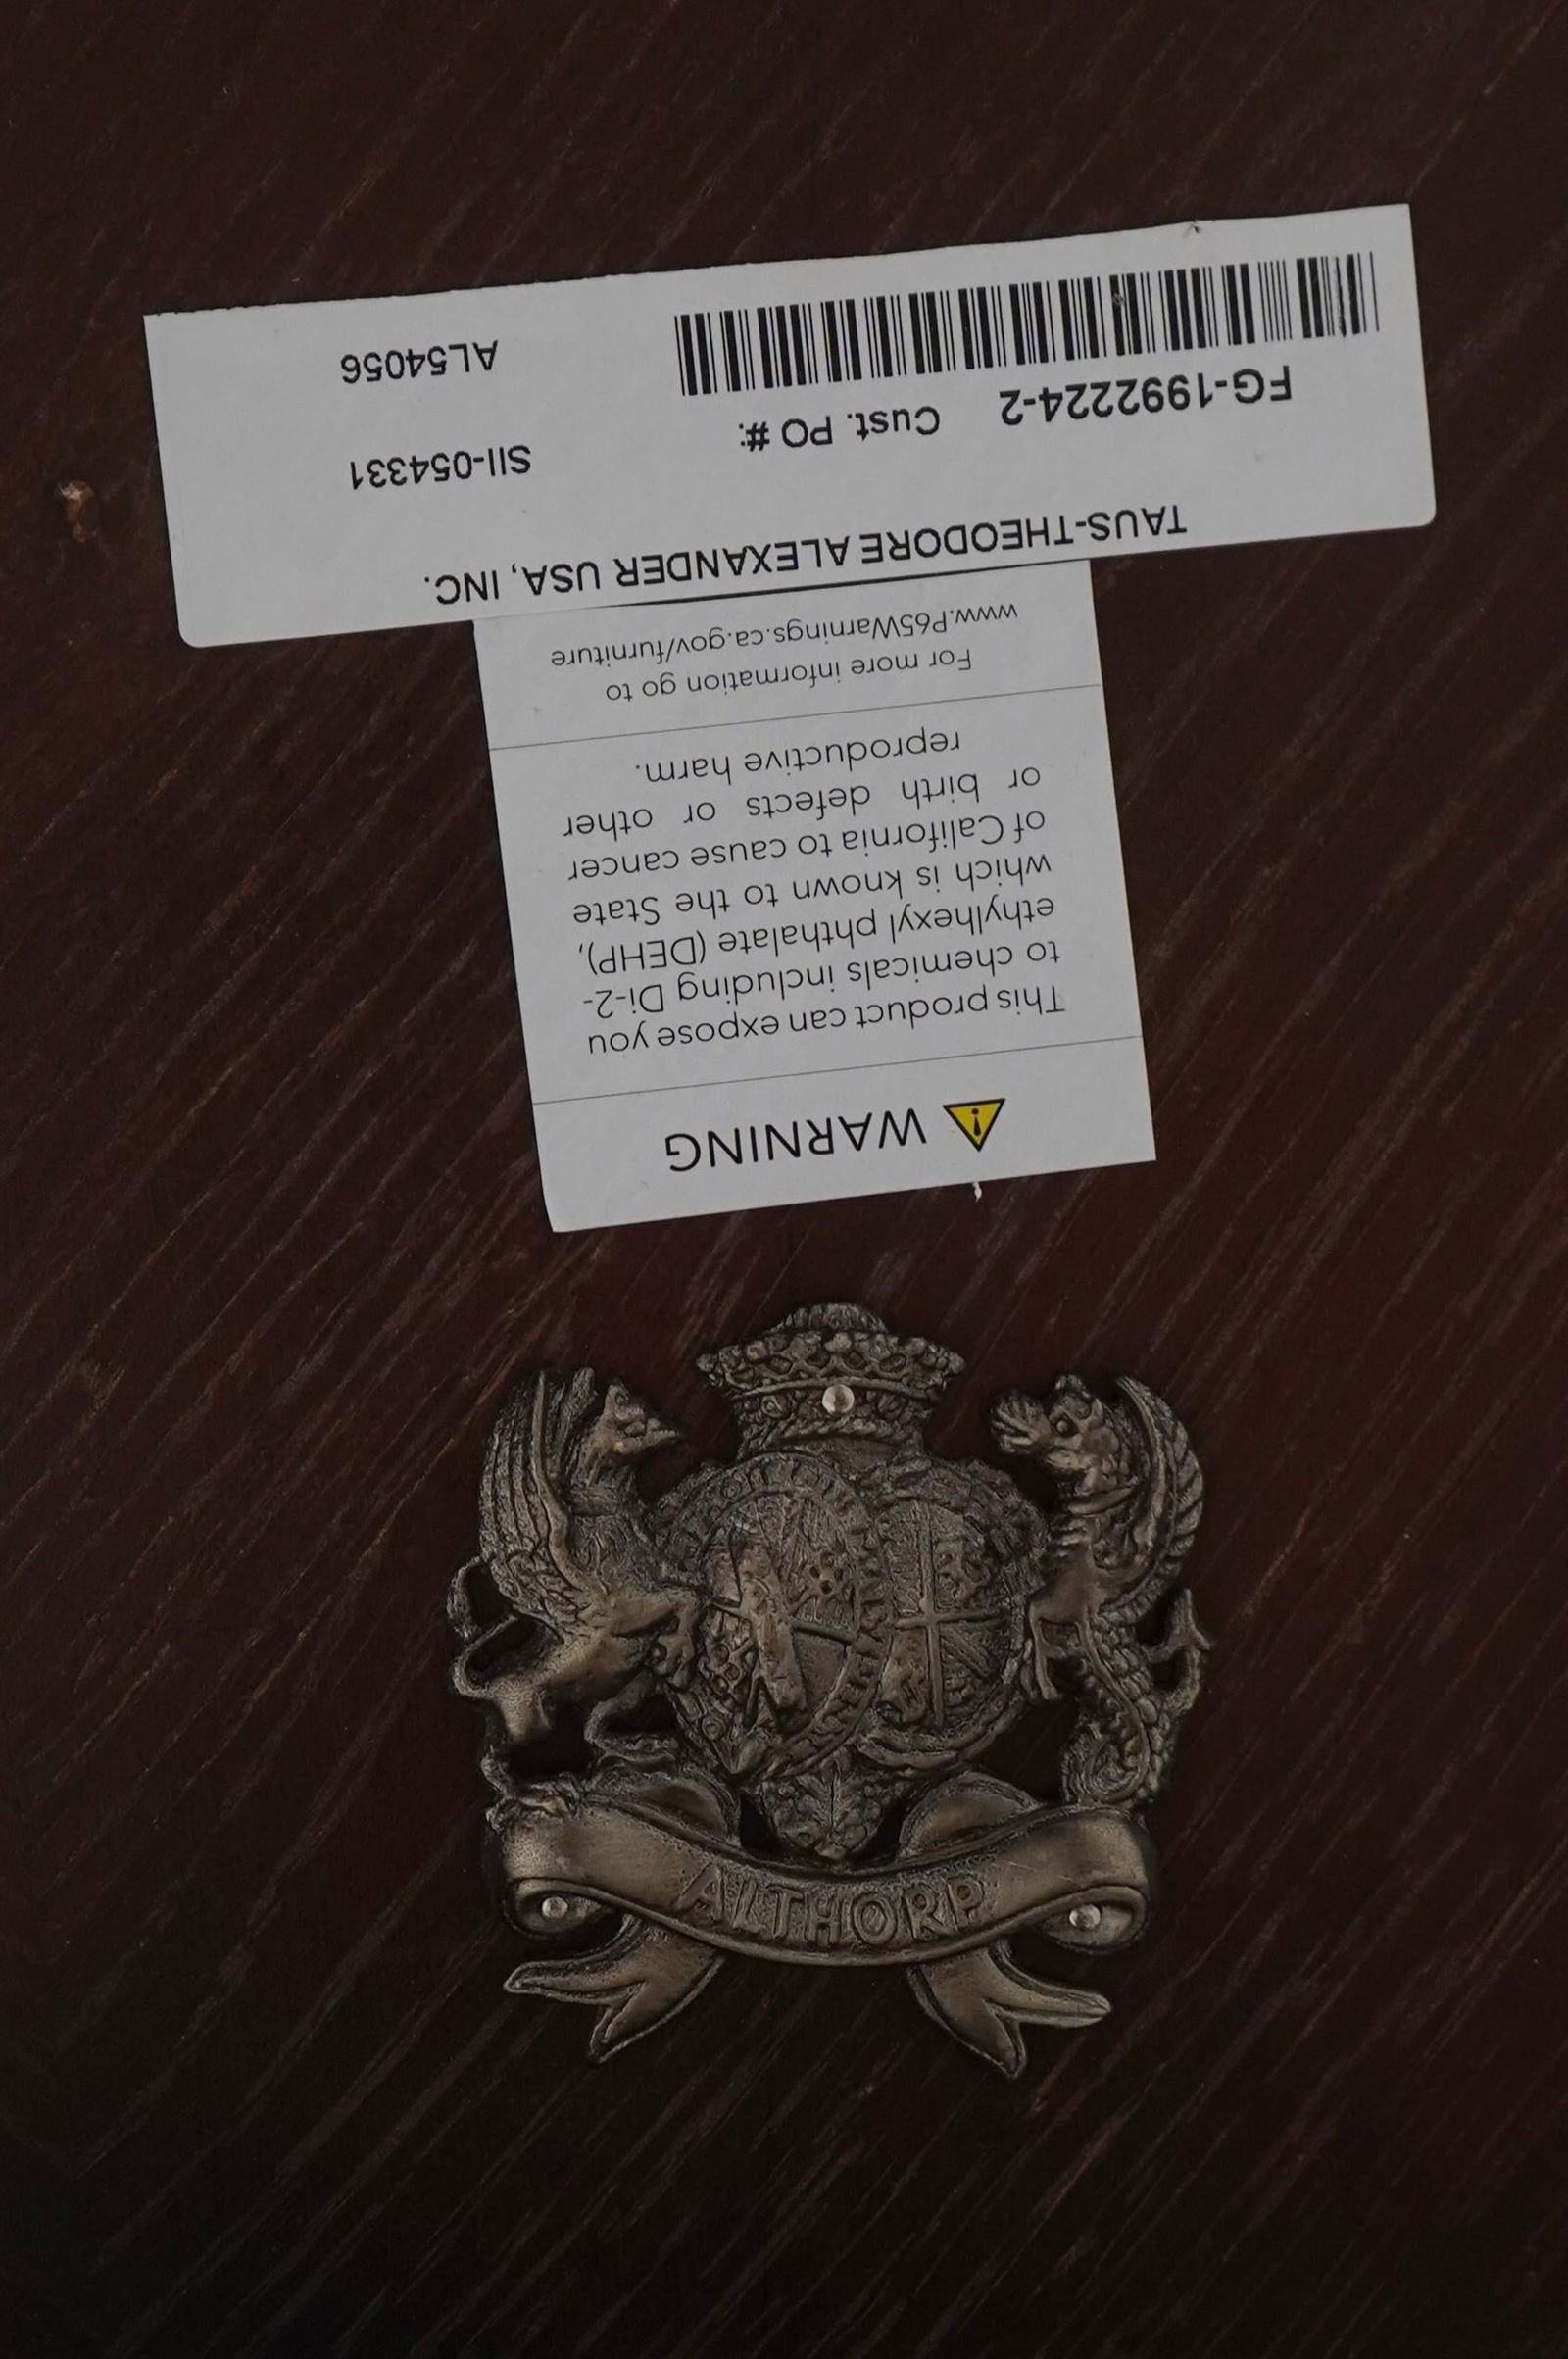 ⚠ WARNING
This product can expose you
to chemicals including Di-2-
ethylhexyl phthalate (DEHP),
which is known to the State
of California to cause cancer
or birth defects or other
reproductive harm.
For more information go to
www.P65Warnings.ca.gov/furniture
TAUS-THEODORE ALEXANDER USA, INC.
SII-054331
FG-1992224-2 Cust. PO #:
AL54056
ALTHORP